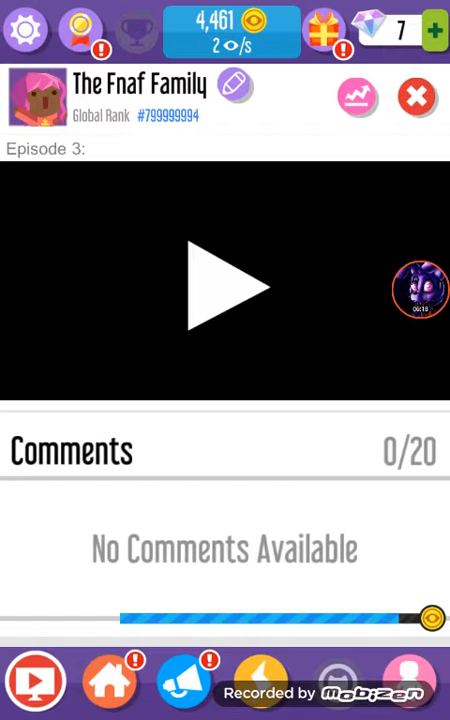 4,461
2 /s
7
The Fnaf Family
Global Rank #799999994
Episode 3:
00:18
Comments 0/20
No Comments Available
Recorded by Mobizen